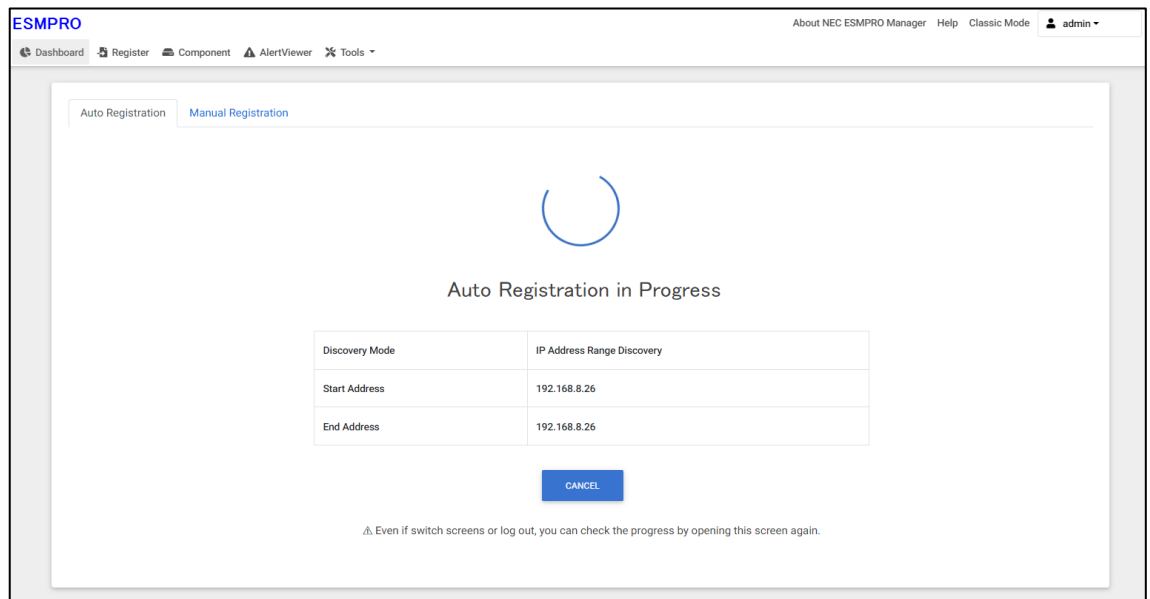 ESMPRO
About NEC ESMPRO Manager Help Classic Mode admin
Dashboard Register Component AlertViewer Tools
Auto Registration Manual Registration
Auto Registration in Progress
Discovery Mode IP Address Range Discovery
Start Address 192.168.8.26
End Address 192.168.8.26
CANCEL
⚠ Even if switch screens or log out, you can check the progress by opening this screen again.